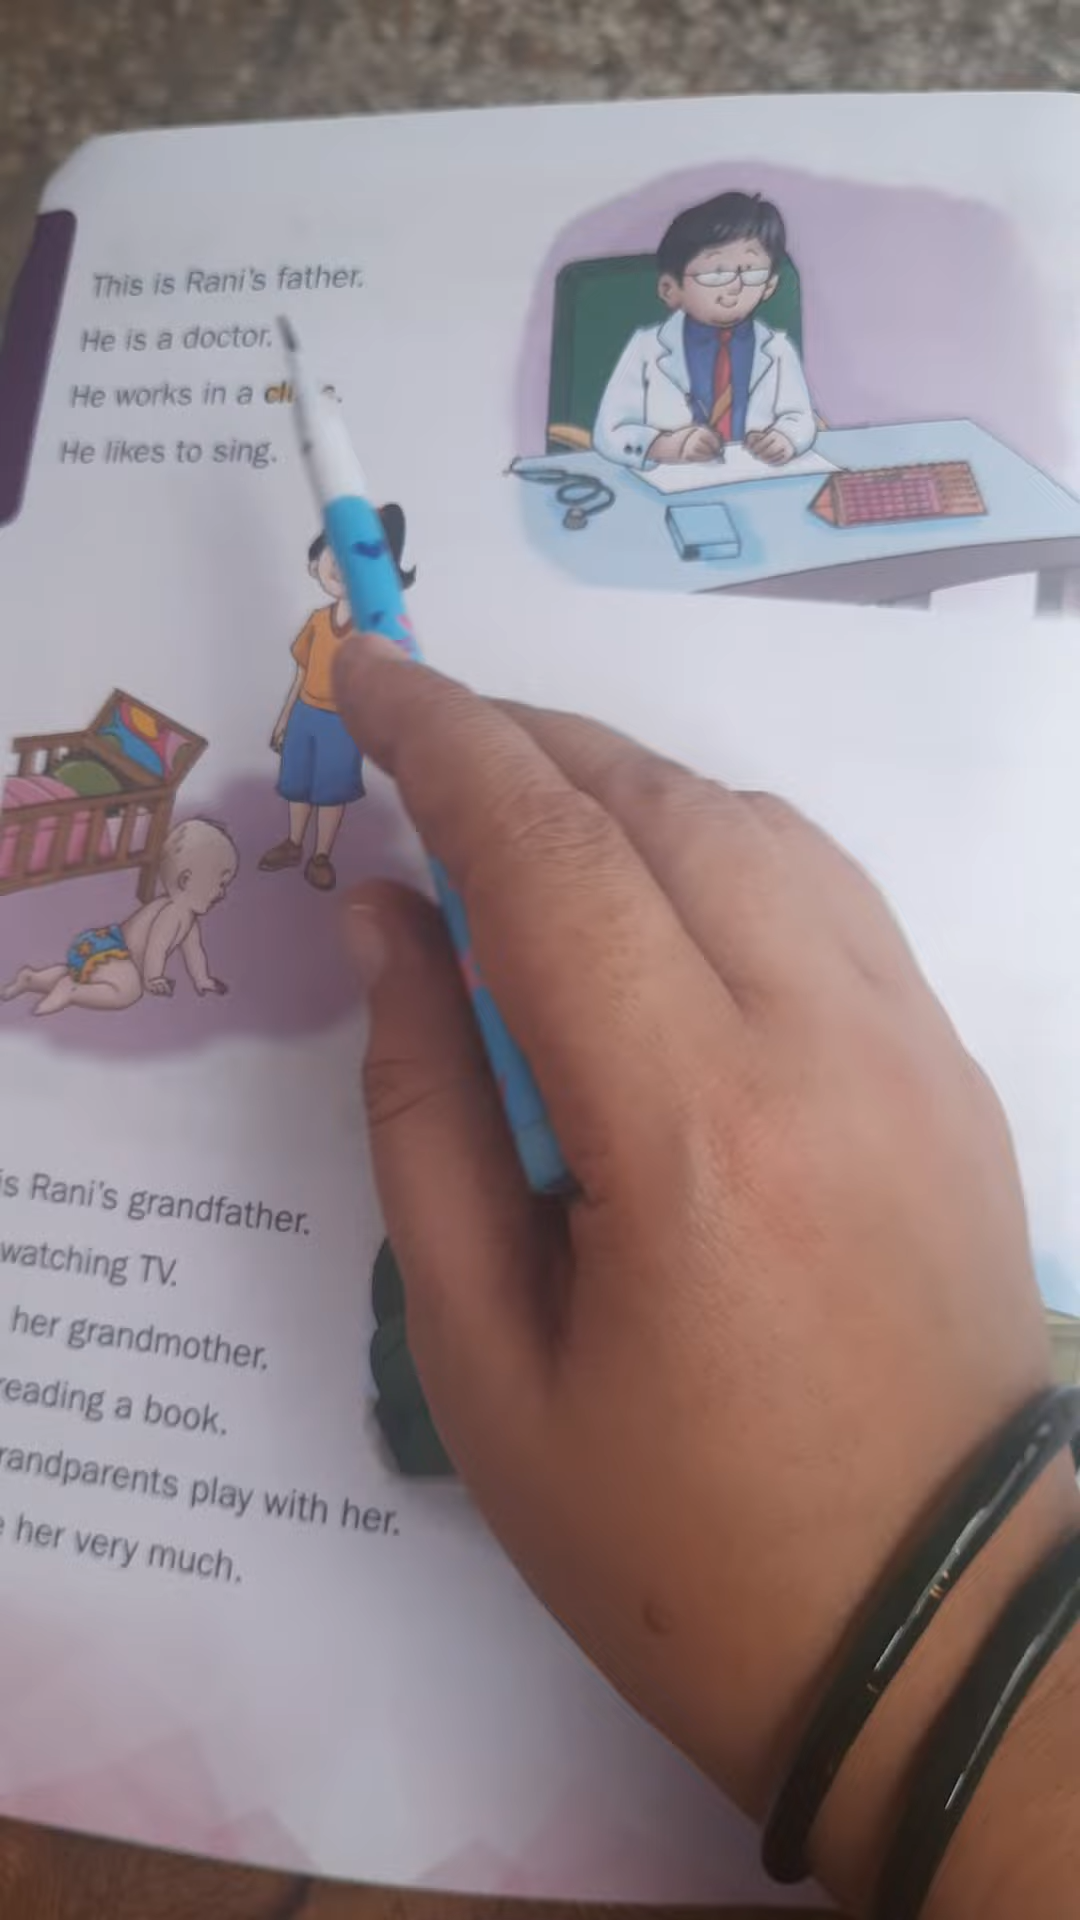 This is Rani's father.
He is a doctor.
He works in a
He likes to sing.
is Rani's grandfather.
watching TV.
her grandmother.
reading a book.
grandparents play with her.
her very much.